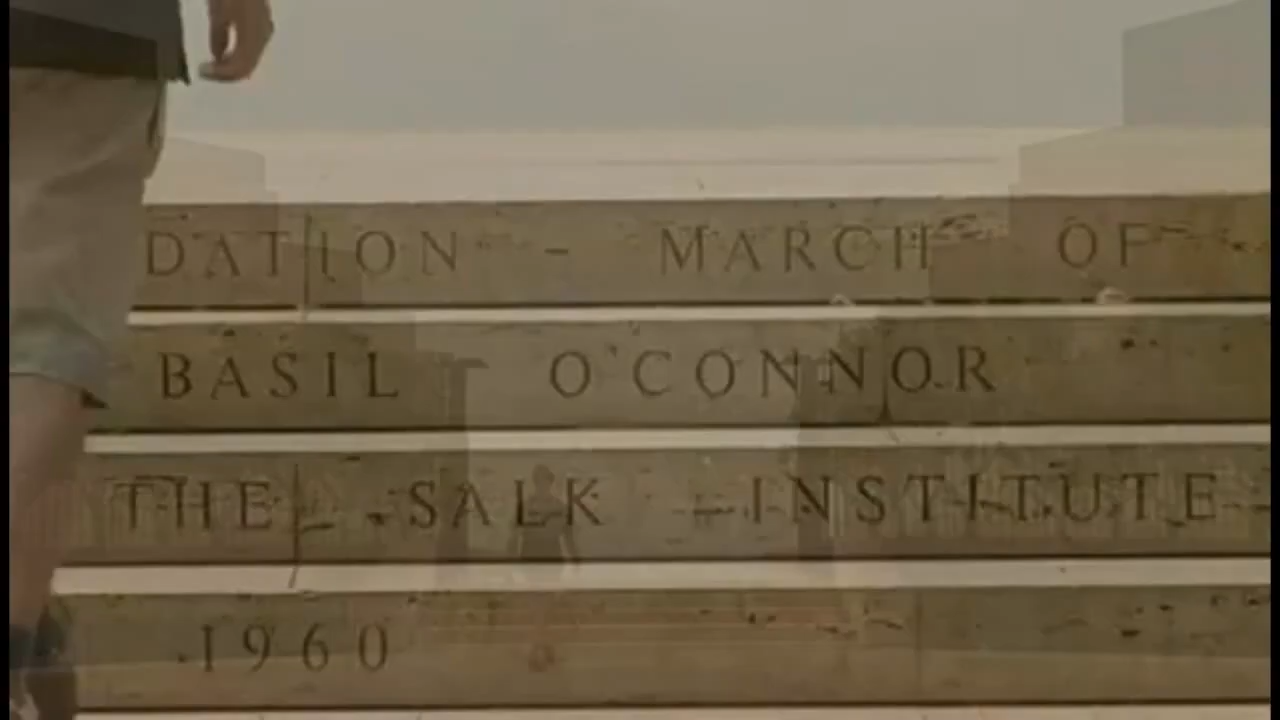 DATION - MARCH OF
BASIL O'CONNOR
THE SALK INSTITUTE
1960